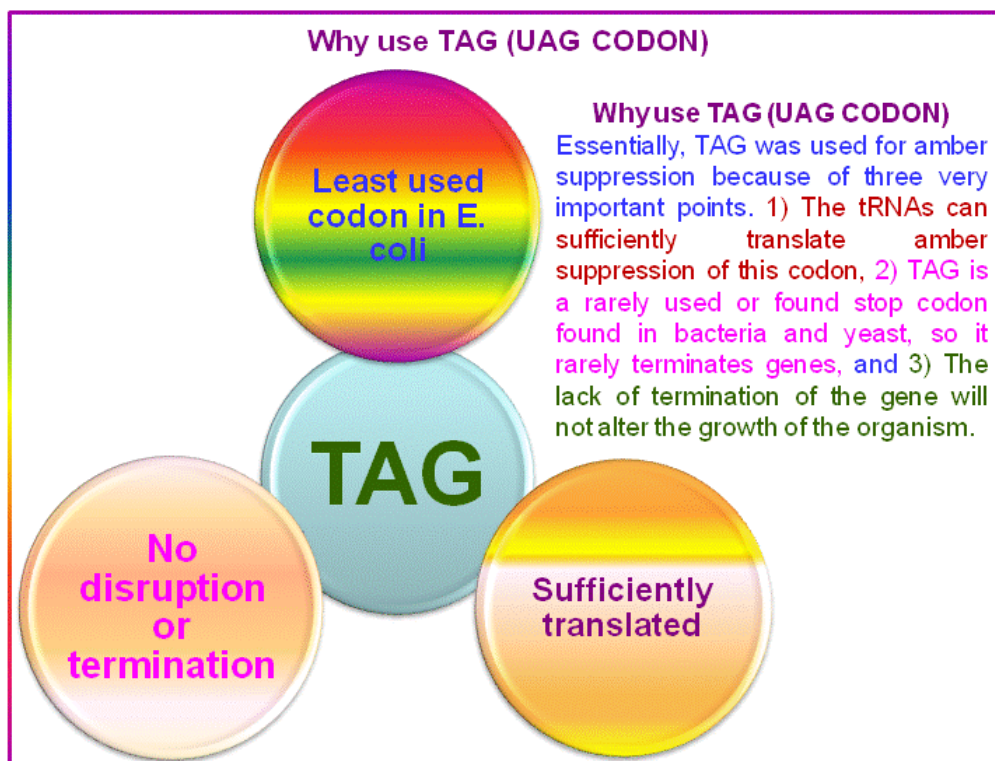 Why use TAG (UAG CODON)
Least used
codon in E.
coli
TAG
No
disruption
or
termination
Sufficiently
translated
Why use TAG (UAG CODON)
Essentially, TAG was used for amber
suppression because of three very
important points. 1) The tRNAs can
sufficiently translate amber
suppression of this codon, 2) TAG is
a rarely used or found stop codon
found in bacteria and yeast, so it
rarely terminates genes, and 3) The
lack of termination of the gene will
not alter the growth of the organism.